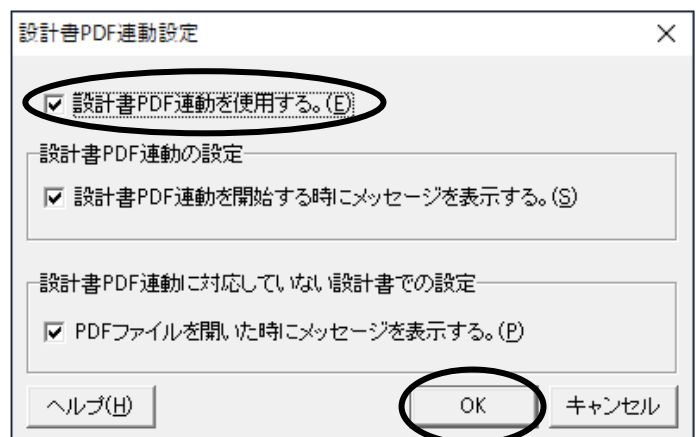 設計書PDF連動設定
設計書PDF連動を使用する。(E)
設計書PDF連動の設定
設計書PDF連動を開始する時にメッセージを表示する。(S)
設計書PDF連動に対応していない設計書での設定
PDFファイルを開いた時にメッセージを表示する。(P)
ヘルプ(H) OK キャンセル